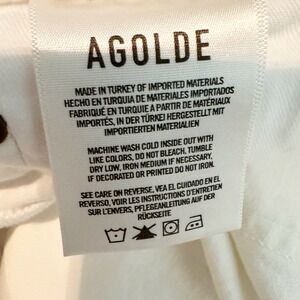 AGOLDE
MADE IN TURKEY OF IMPORTED MATERIALS
HECHO EN TURQUIA DE MATERIALES IMPORTADOS
FABRIQUÉ EN TURQUIE A PARTIR DE MATÉRIAUX
IMPORTÉS, IN DER TÜRKEI HERGESTELLT MIT
IMPORTIERTEN MATERIALIEN
MACHINE WASH COLD INSIDE OUT WITH
LIKE COLORS, DO NOT BLEACH, TUMBLE
DRY LOW, IRON MEDIUM IF NECESSARY,
IF DECORATED OR PRINTED DO NOT IRON.
SEE CARE ON REVERSE, VEA EL CUIDADO EN EL
REVERSO, VOIR LES INSTRUCTIONS D'ENTRETIEN
SUR L'ENVERS, PFLEGEANLEITUNG AUF DER
RÜCKSEITE